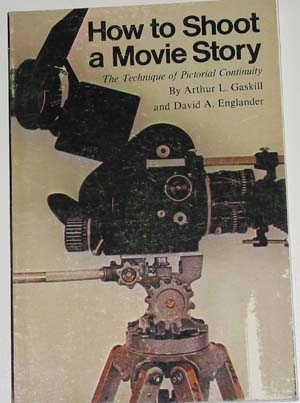 How to Shoot
a Movie Story
The Technique of Pictorial Continuity
By Arthur L. Gaskill
and David A. Englander